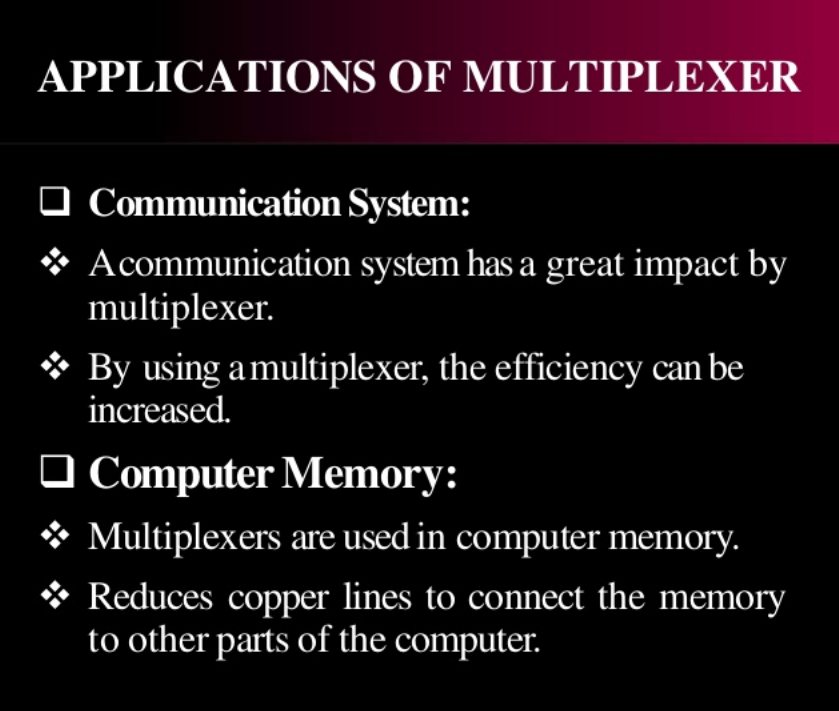 APPLICATIONS OF MULTIPLEXER
❑ Communication System:
❖ A communication system has a great impact by
multiplexer.
❖ By using a multiplexer, the efficiency can be
increased.
❑ Computer Memory:
❖ Multiplexers are used in computer memory.
❖ Reduces copper lines to connect the memory
to other parts of the computer.